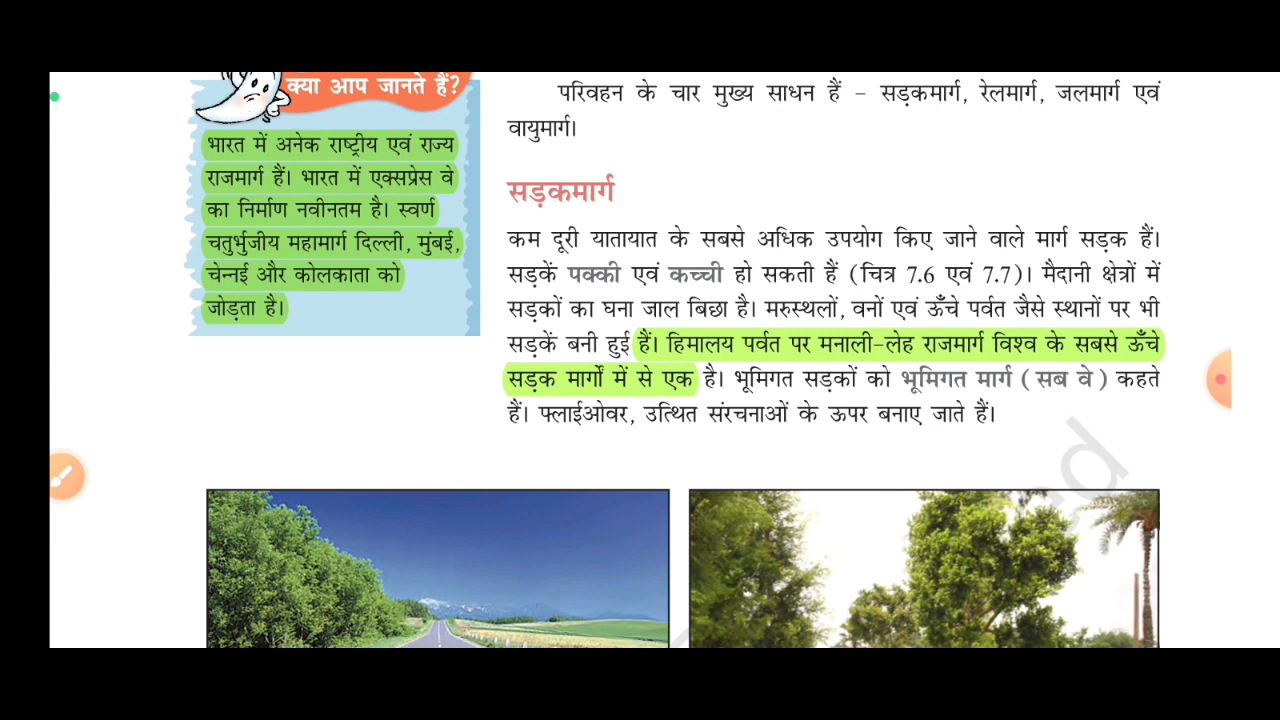 क्या आप जानते हैं?
भारत में अनेक राष्ट्रीय एवं राज्य
राजमार्ग हैं। भारत में एक्सप्रेस वे
का निर्माण नवीनतम है। स्वर्ण
चतुर्भुजीय महामार्ग दिल्ली, मुंबई,
चेन्नई और कोलकाता को
जोड़ता है।
परिवहन के चार मुख्य साधन हैं – सड़कमार्ग, रेलमार्ग, जलमार्ग एवं
वायुमार्ग।
सड़कमार्ग
कम दूरी यातायात के सबसे अधिक उपयोग किए जाने वाले मार्ग सड़क हैं।
सड़कें पक्की एवं कच्ची हो सकती हैं (चित्र 7.6 एवं 7.7)। मैदानी क्षेत्रों में
सड़कों का घना जाल बिछा है। मरुस्थलों, वनों एवं ऊँचे पर्वत जैसे स्थानों पर भी
सड़कें बनी हुई हैं। हिमालय पर्वत पर मनाली–लेह राजमार्ग विश्व के सबसे ऊँचे
सड़क मार्गों में से एक है। भूमिगत सड़कों को भूमिगत मार्ग ( सब वे ) कहते
हैं। फ्लाईओवर, उत्थित संरचनाओं के ऊपर बनाए जाते हैं।